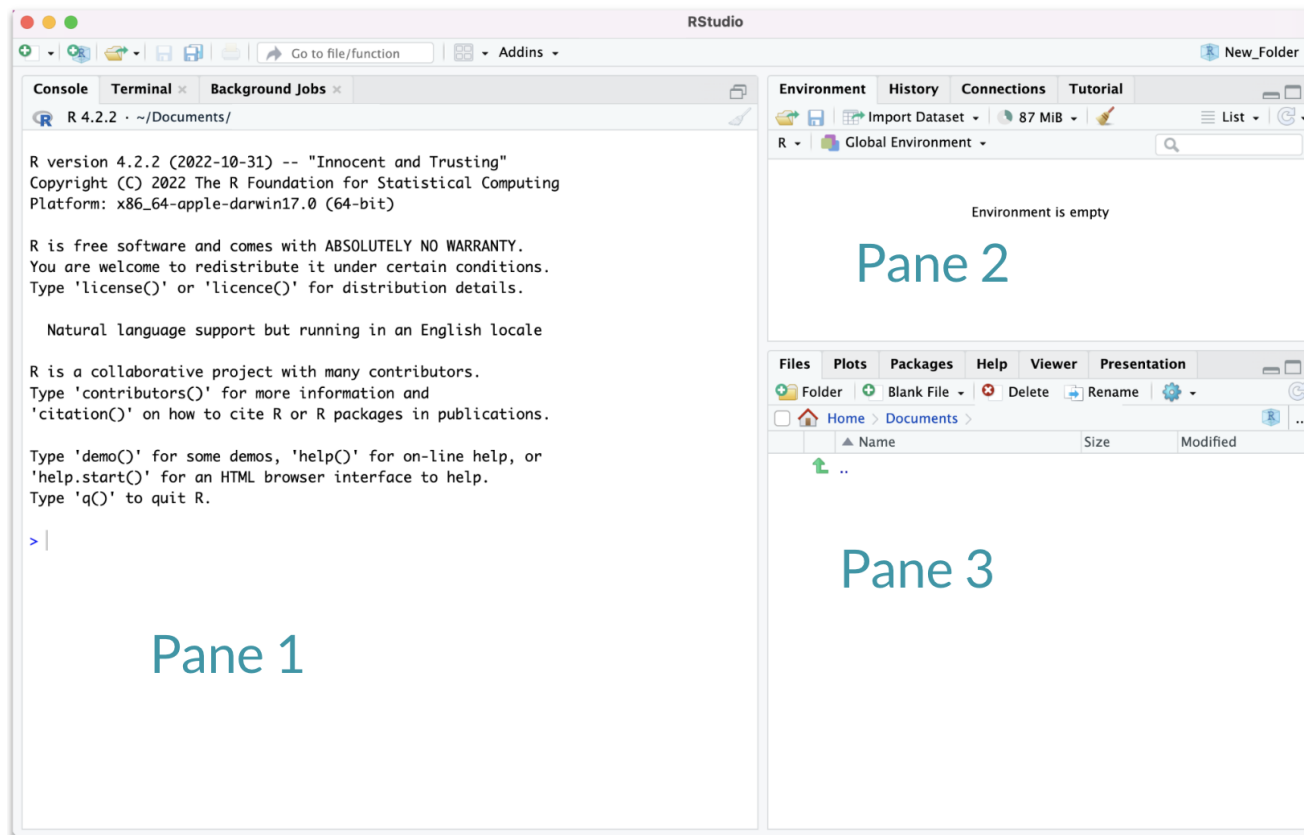 RStudio
Go to file/function
Addins
New_Folder
Console Terminal Background Jobs
R 4.2.2 · ~/Documents/
R version 4.2.2 (2022-10-31) -- "Innocent and Trusting"
Copyright (C) 2022 The R Foundation for Statistical Computing
Platform: x86_64-apple-darwin17.0 (64-bit)
R is free software and comes with ABSOLUTELY NO WARRANTY.
You are welcome to redistribute it under certain conditions.
Type 'license()' or 'licence()' for distribution details.
Natural language support but running in an English locale
R is a collaborative project with many contributors.
Type 'contributors()' for more information and
'citation()' on how to cite R or R packages in publications.
Type 'demo()' for some demos, 'help()' for on-line help, or
'help.start()' for an HTML browser interface to help.
Type 'q()' to quit R.
>
Pane 1
Environment History Connections Tutorial
Import Dataset 87 MiB List
R Global Environment
Environment is empty
Pane 2
Files Plots Packages Help Viewer Presentation
Folder Blank File Delete Rename
Home > Documents >
Name Size Modified
..
Pane 3